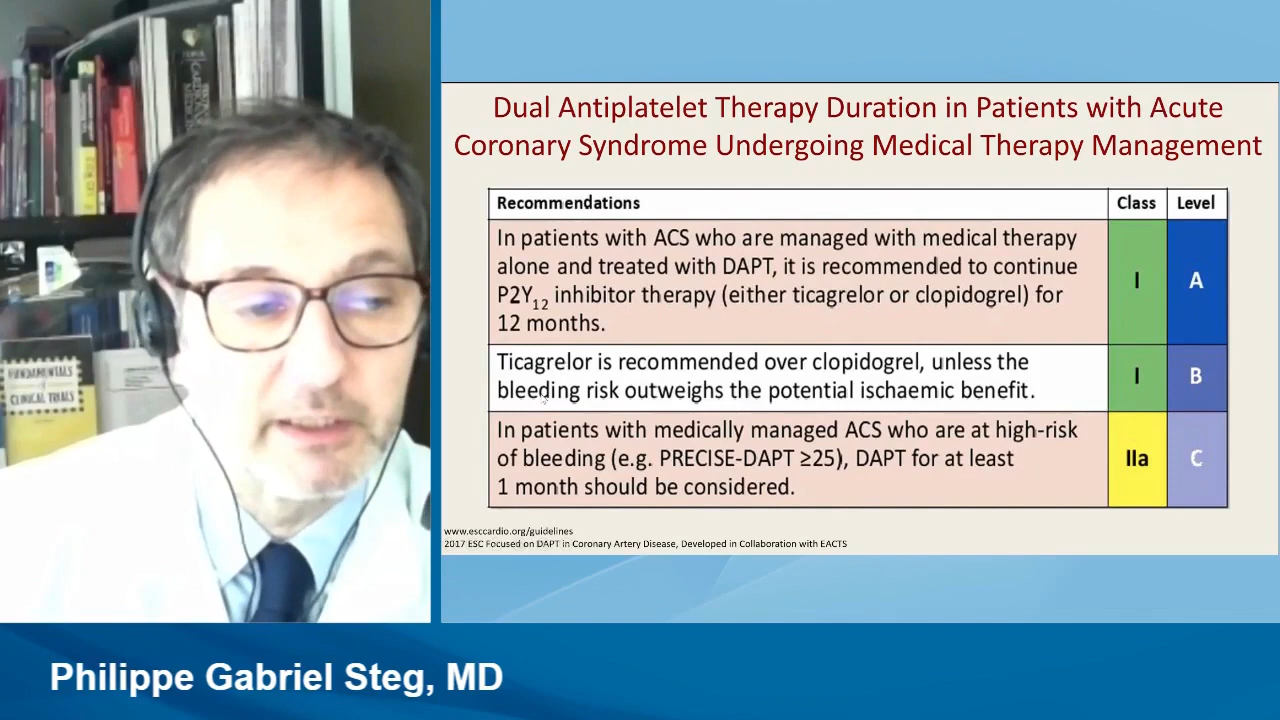 FUNDAMENTALS
of
CLINICAL TRIALS
Dual Antiplatelet Therapy Duration in Patients with Acute
Coronary Syndrome Undergoing Medical Therapy Management
Recommendations Class Level
In patients with ACS who are managed with medical therapy
alone and treated with DAPT, it is recommended to continue
P2Y12 inhibitor therapy (either ticagrelor or clopidogrel) for
12 months.
I A
Ticagrelor is recommended over clopidogrel, unless the
bleeding risk outweighs the potential ischaemic benefit.
I B
In patients with medically managed ACS who are at high-risk
of bleeding (e.g. PRECISE-DAPT ≥25), DAPT for at least
1 month should be considered.
IIa C
www.esccardio.org/guidelines
2017 ESC Focused on DAPT in Coronary Artery Disease, Developed in Collaboration with EACTS
Philippe Gabriel Steg, MD